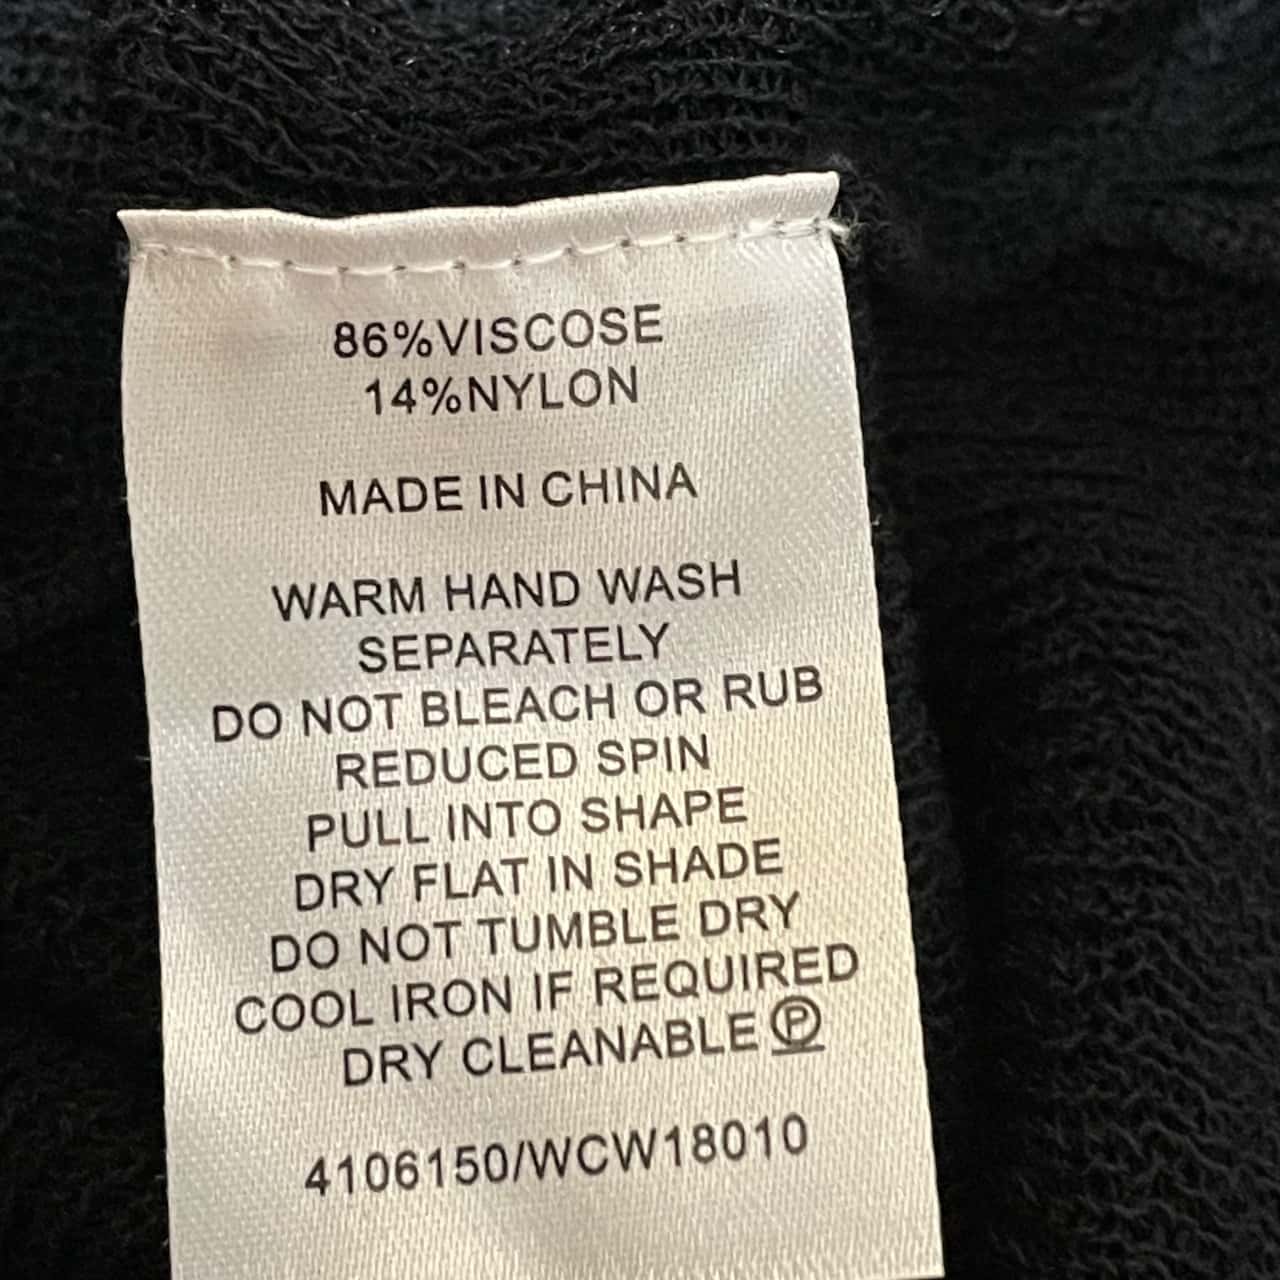 86%VISCOSE
14%NYLON
MADE IN CHINA
WARM HAND WASH
SEPARATELY
DO NOT BLEACH OR RUB
REDUCED SPIN
PULL INTO SHAPE
DRY FLAT IN SHADE
DO NOT TUMBLE DRY
COOL IRON IF REQUIRED
DRY CLEANABLE Ⓟ
4106150/WCW18010